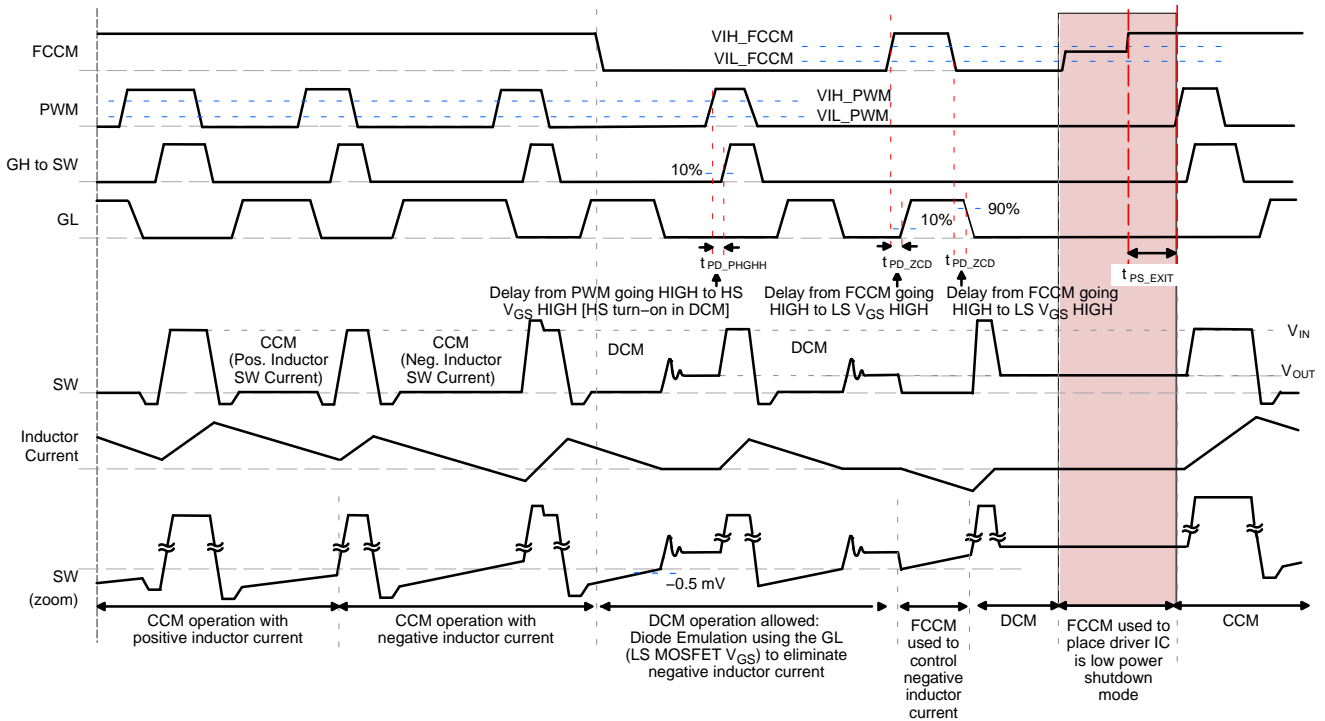 FCCM
VIH_FCCM
VIL_FCCM
PWM
VIH_PWM
VIL_PWM
GH to SW
10%
GL
10%
90%
t PD_PHGHH
t PD_ZCD
t PD_ZCD
t PS_EXIT
Delay from PWM going HIGH to HS
VGS HIGH [HS turn−on in DCM]
Delay from FCCM going
HIGH to LS VGS HIGH
Delay from FCCM going
HIGH to LS VGS HIGH
CCM
(Pos. Inductor
SW Current)
CCM
(Neg. Inductor
SW Current)
DCM
DCM
VIN
VOUT
SW
Inductor
Current
SW
(zoom)
−0.5 mV
CCM operation with
positive inductor current
CCM operation with
negative inductor current
DCM operation allowed:
Diode Emulation using the GL
(LS MOSFET VGS) to eliminate
negative inductor current
FCCM
used to
control
negative
inductor
current
DCM
FCCM used to
place driver IC
is low power
shutdown
mode
CCM